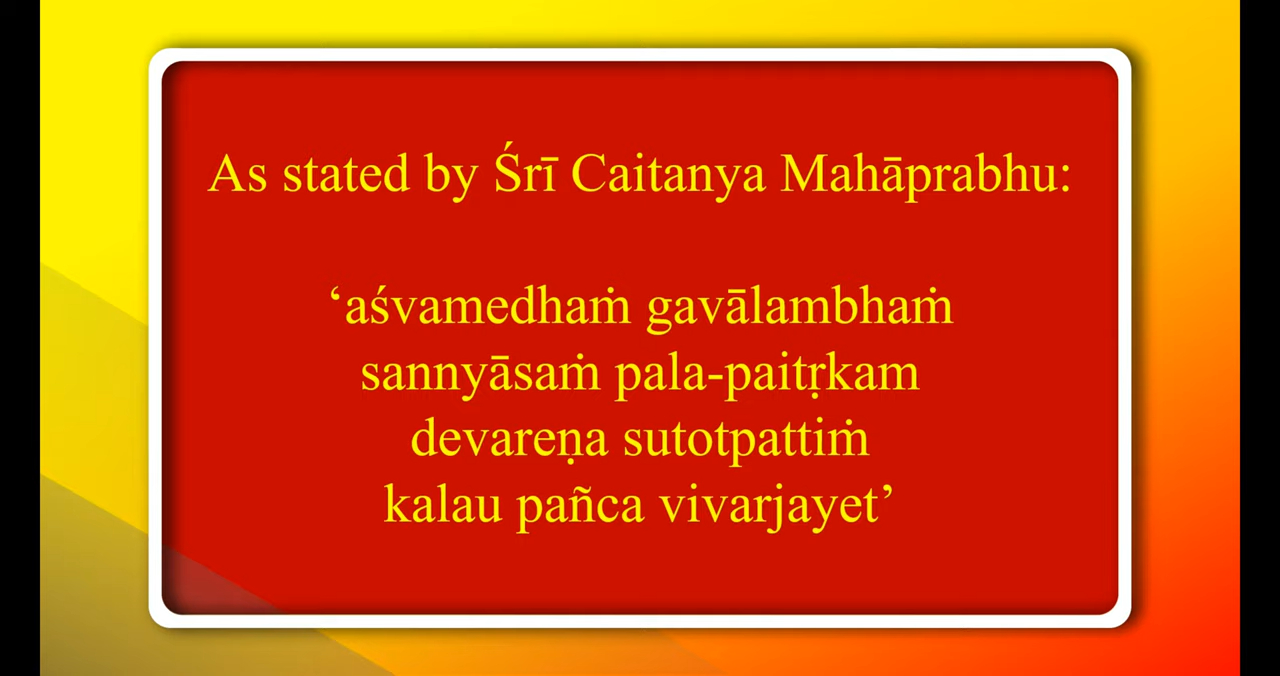 As stated by Śrī Caitanya Mahāprabhu:
‘aśvamedhaṁ gavālambhaṁ
sannyāsaṁ pala-paitṛkam
devareṇa sutotpattiṁ
kalau pañca vivarjayet’